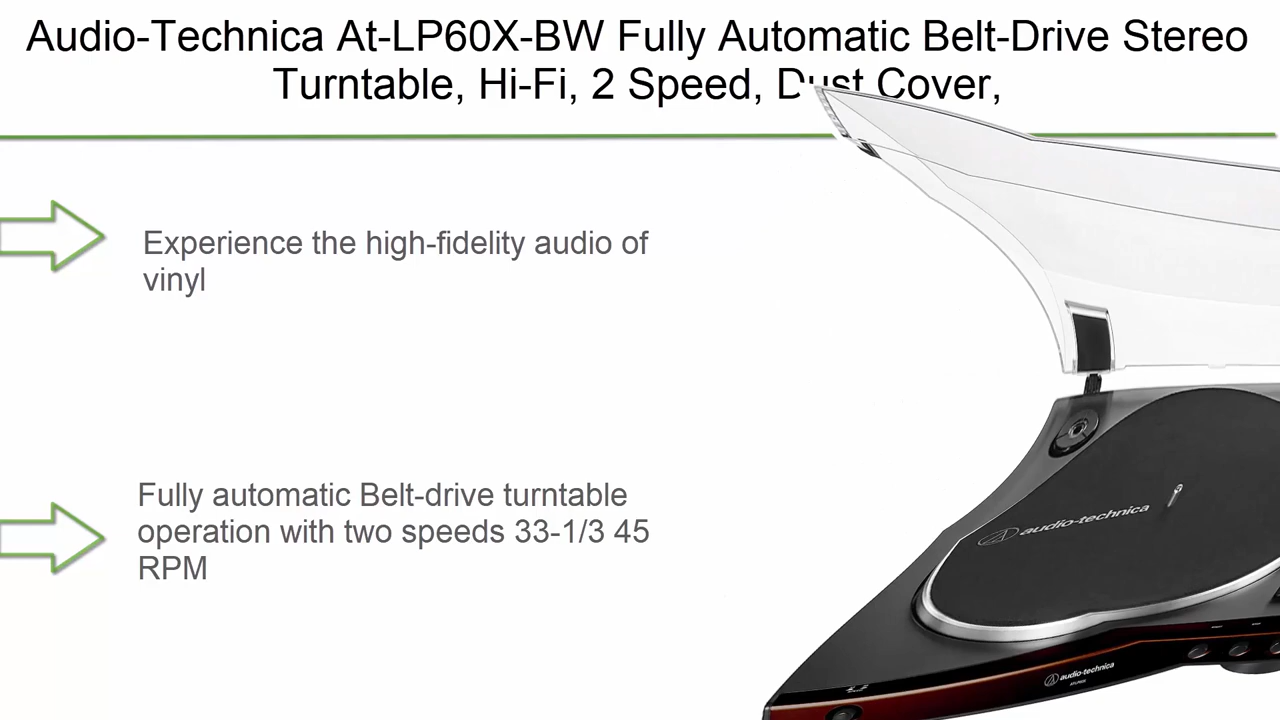 Audio-Technica At-LP60X-BW Fully Automatic Belt-Drive Stereo
Turntable, Hi-Fi, 2 Speed, Dust Cover,
Experience the high-fidelity audio of
vinyl
Fully automatic Belt-drive turntable
operation with two speeds 33-1/3 45
RPM
audio-technica
audio-technica